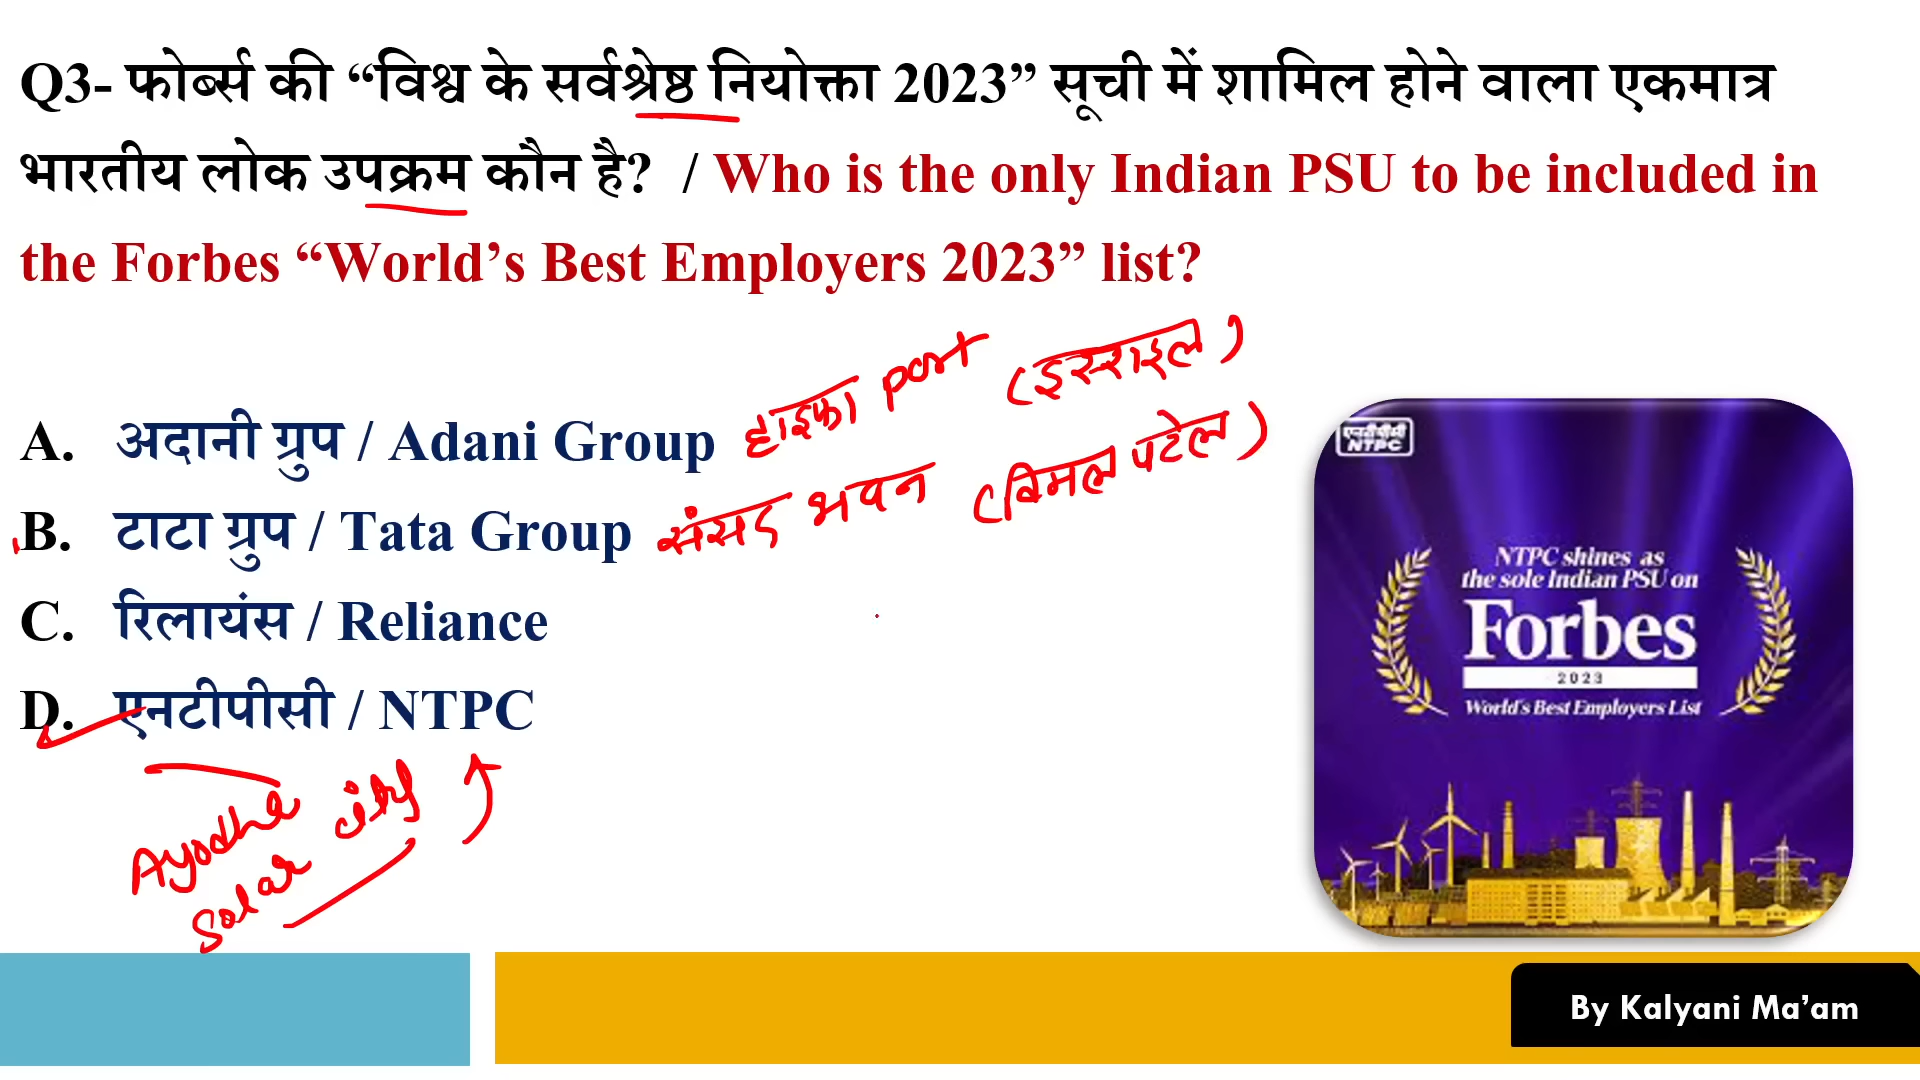 Q3- फोर्ब्स की “विश्व के सर्वश्रेष्ठ नियोक्ता 2023” सूची में शामिल होने वाला एकमात्र
भारतीय लोक उपक्रम कौन है? / Who is the only Indian PSU to be included in
the Forbes “World’s Best Employers 2023” list?
A. अदानी ग्रुप / Adani Group हाइफा port (इस्राइल)
B. टाटा ग्रुप / Tata Group संसद भवन (बिमल पटेल)
C. रिलायंस / Reliance
D. एनटीपीसी / NTPC
Solar city
एनटीपीसी
NTPC
NTPC shines as
the sole Indian PSU on
Forbes
2023
World's Best Employers List
By Kalyani Ma’am